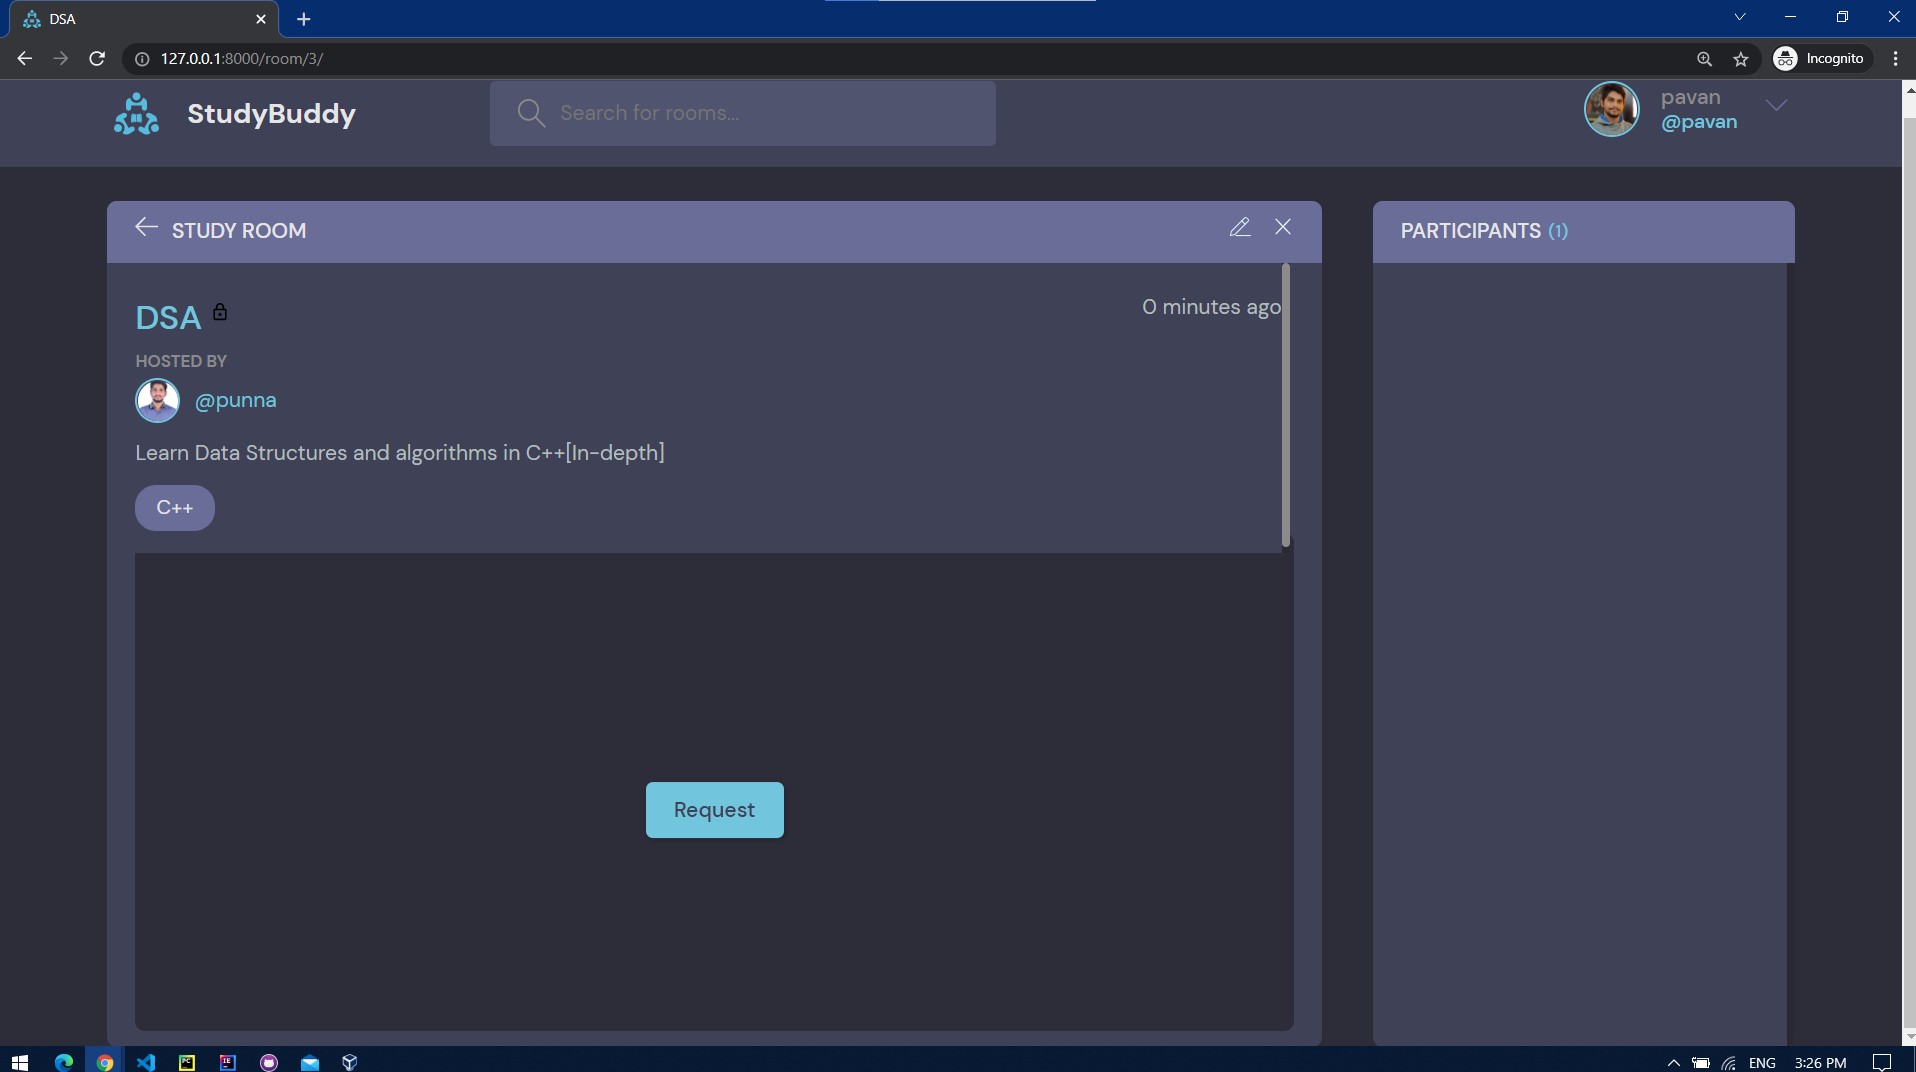 DSA
127.0.0.1:8000/room/3/
Incognito
StudyBuddy
Search for rooms...
pavan
@pavan
STUDY ROOM
PARTICIPANTS (1)
DSA
0 minutes ago
HOSTED BY
@punna
Learn Data Structures and algorithms in C++[In-depth]
C++
Request
ENG
3:26 PM